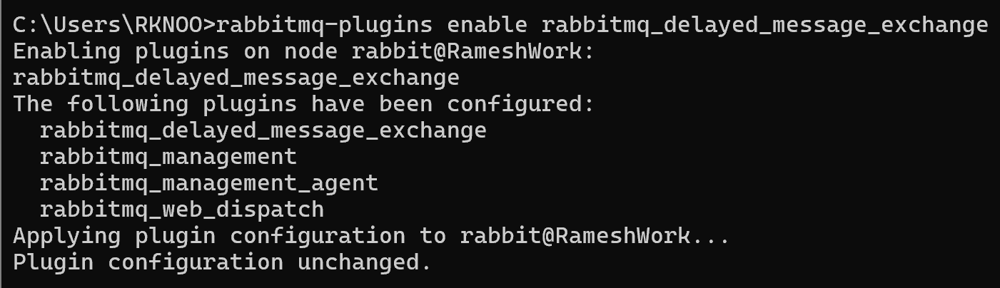 C:\Users\RKNOO>rabbitmq-plugins enable rabbitmq_delayed_message_exchange
Enabling plugins on node rabbit@RameshWork:
rabbitmq_delayed_message_exchange
The following plugins have been configured:
  rabbitmq_delayed_message_exchange
  rabbitmq_management
  rabbitmq_management_agent
  rabbitmq_web_dispatch
Applying plugin configuration to rabbit@RameshWork...
Plugin configuration unchanged.